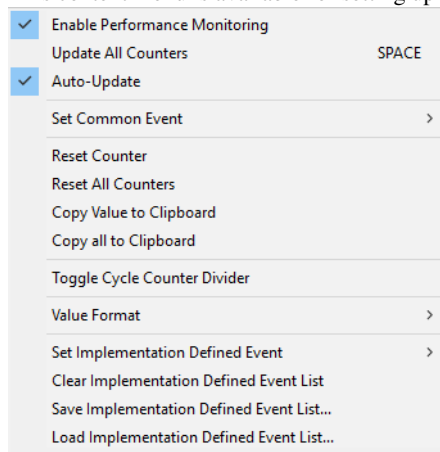 Enable Performance Monitoring
Update All Counters SPACE
Auto-Update
Set Common Event
Reset Counter
Reset All Counters
Copy Value to Clipboard
Copy all to Clipboard
Toggle Cycle Counter Divider
Value Format
Set Implementation Defined Event
Clear Implementation Defined Event List
Save Implementation Defined Event List...
Load Implementation Defined Event List...